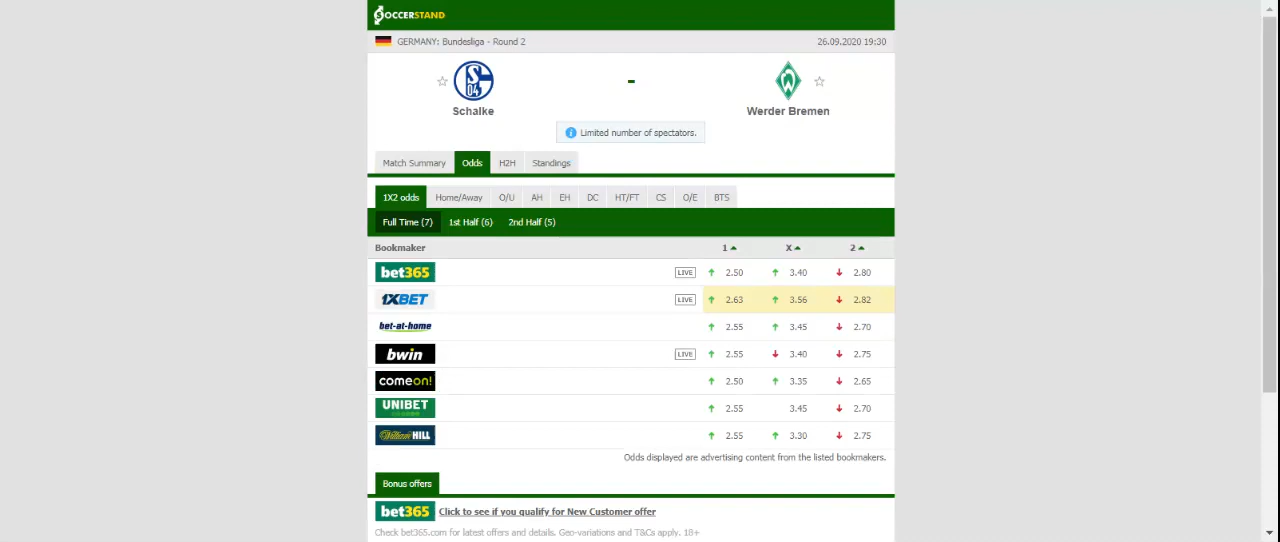 SOCCERSTAND
GERMANY: Bundesliga - Round 2 26.09.2020 19:30
S 04 W
- 
Schalke Werder Bremen
Limited number of spectators.
Match Summary Odds H2H Standings
1X2 odds Home/Away O/U AH EH DC HT/FT CS O/E BTS
Full Time (7) 1st Half (6) 2nd Half (5)
Bookmaker 1 X 2
bet365 LIVE 2.50 3.40 2.80
1XBET LIVE 2.63 3.56 2.82
bet-at-home 2.55 3.45 2.70
bwin LIVE 2.55 3.40 2.75
comeon! 2.50 3.35 2.65
UNIBET 2.55 3.45 2.70
William HILL 2.55 3.30 2.75
Odds displayed are advertising content from the listed bookmakers.
Bonus offers
bet365 Click to see if you qualify for New Customer offer
Check bet365.com for latest offers and details. Geo-variations and T&Cs apply. 18+